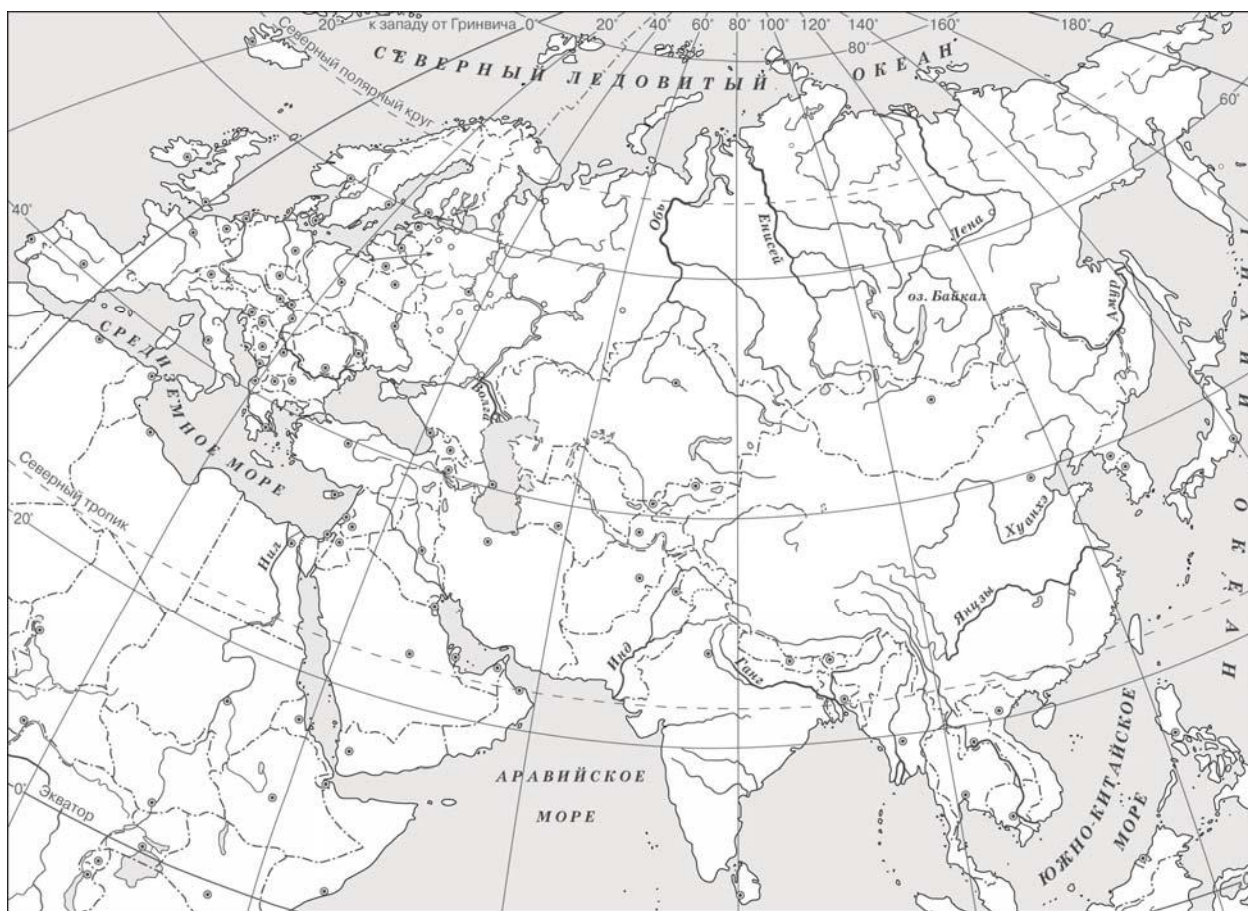 20° к западу от Гринвича 0° 20° 40° 60° 80° 100° 120° 140° 160° 180°
80°
60°
СЕВЕРНЫЙ ЛЕДОВИТЫЙ ОКЕАН
Северный полярный круг
40°
Обь
Енисей
Лена
оз. Байкал
Амур
ТИХИЙ ОКЕАН
СРЕДИЗЕМНОЕ МОРЕ
Волга
Северный тропик
20°
Нил
Хуанхэ
Янцзы
Инд
Ганг
АРАВИЙСКОЕ
МОРЕ
ЮЖНО-КИТАЙСКОЕ
МОРЕ
0°
Экватор